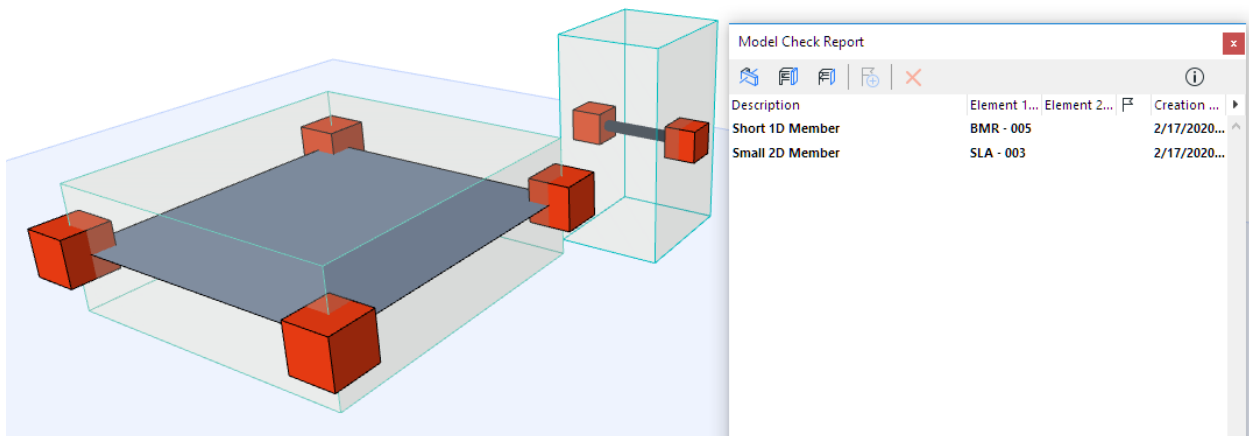 Model Check Report
Description Element 1... Element 2... Creation ...
Short 1D Member BMR - 005 2/17/2020...
Small 2D Member SLA - 003 2/17/2020...